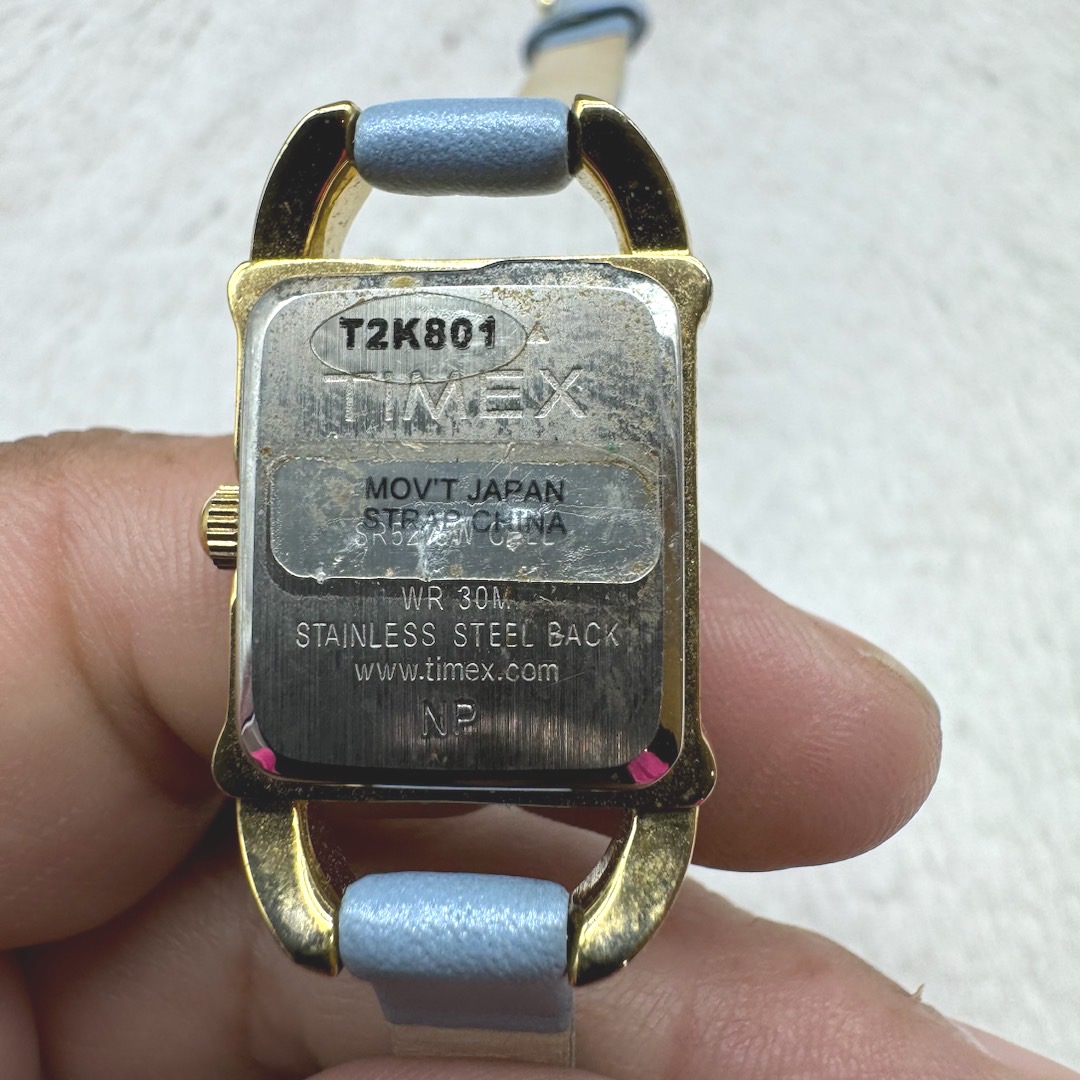 T2K801
TIMEX
MOV'T JAPAN
STRAP CHINA
WR 30M
STAINLESS STEEL BACK
www.timex.com
NP